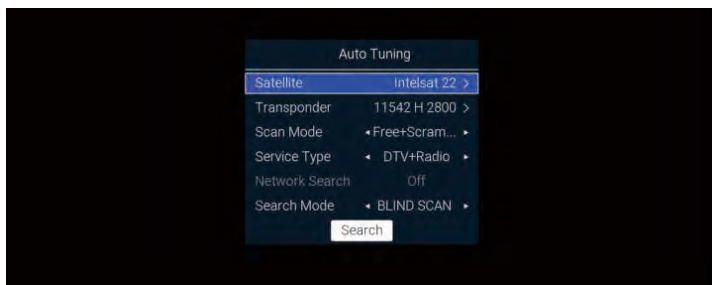 Auto Tuning
Satellite Intelsat 22 >
Transponder 11542 H 2800 >
Scan Mode ◂ Free+Scram... ▸
Service Type ◂ DTV+Radio ▸
Network Search Off
Search Mode ◂ BLIND SCAN ▸
Search